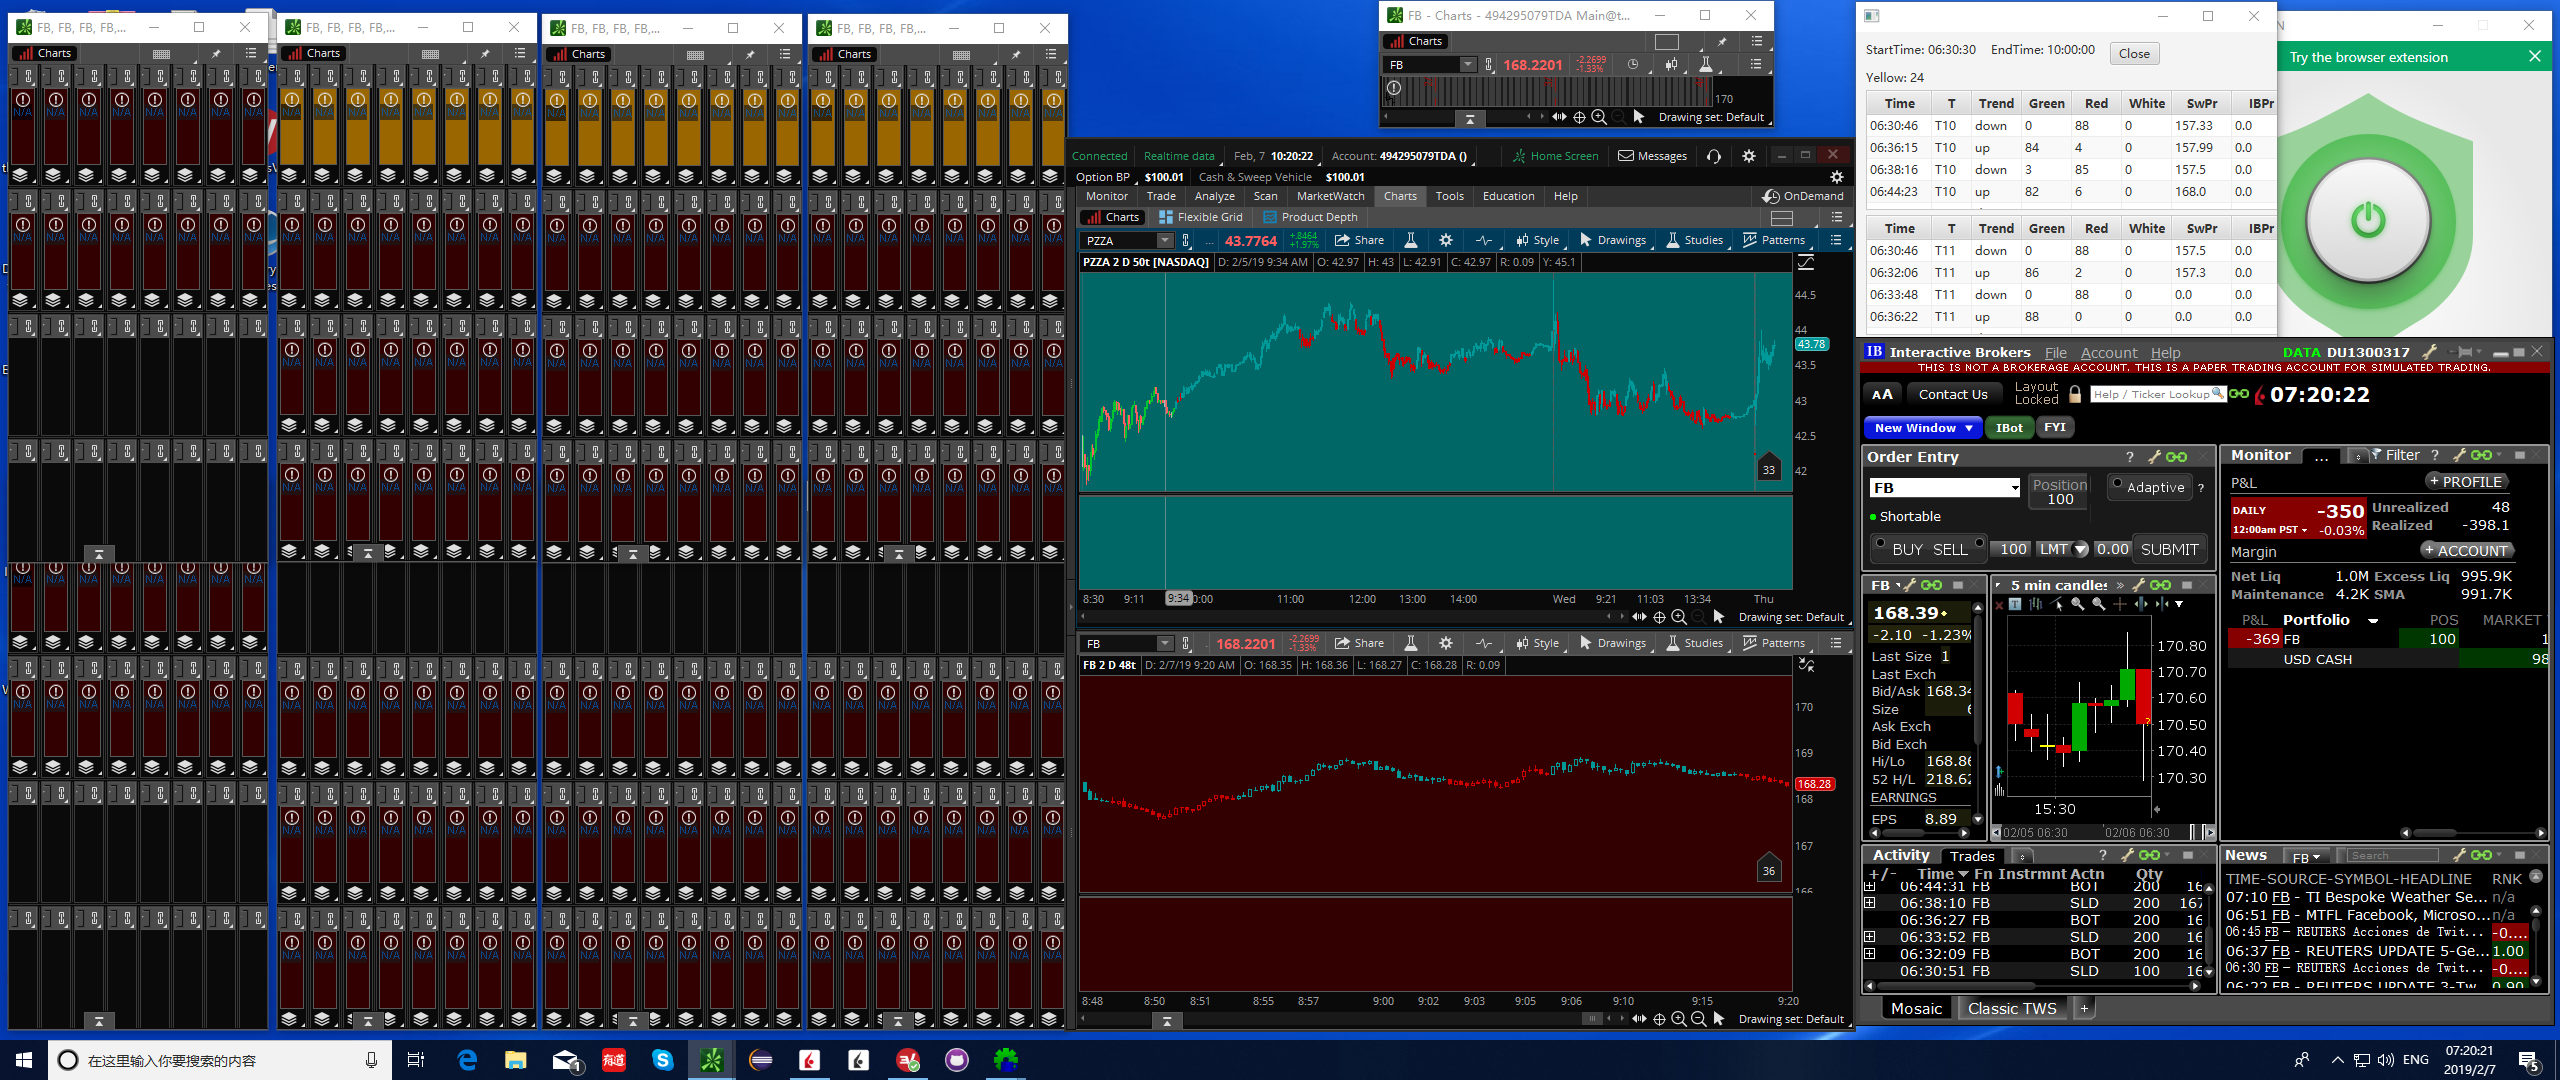 FB, FB, FB, FB,...
FB, FB, FB, FB,...
FB, FB, FB, FB,...
FB, FB, FB, FB,...
Charts
Charts
Charts
Charts
N/A
FB - Charts - 494295079TDA Main@t...
Charts
FB
168.2201
-2.2699
-1.33%
170
Drawing set: Default
Connected
Realtime data
Feb, 7 10:20:22
Account: 494295079TDA ()
Home Screen
Messages
Option BP $100.01
Cash & Sweep Vehicle $100.01
Monitor Trade Analyze Scan MarketWatch Charts Tools Education Help
OnDemand
Charts Flexible Grid Product Depth
PZZA
43.7764
+.8464
+1.97%
Share Style Drawings Studies Patterns
PZZA 2 D 50t [NASDAQ] D: 2/5/19 9:34 AM O: 42.97 H: 43 L: 42.91 C: 42.97 R: 0.09 Y: 45.1
44.5
44
43.78
43.5
43
42.5
42
33
8:30 9:11 9:34 0:00 11:00 12:00 13:00 14:00 Wed 9:21 11:03 13:34 Thu
Drawing set: Default
FB
168.2201
-2.2699
-1.33%
Share Style Drawings Studies Patterns
FB 2 D 48t D: 2/7/19 9:20 AM O: 168.35 H: 168.36 L: 168.27 C: 168.28 R: 0.09
170
169
168.28
168
167
166
36
8:48 8:50 8:51 8:55 8:57 9:00 9:02 9:03 9:05 9:06 9:10 9:15 9:20
Drawing set: Default
StartTime: 06:30:30 EndTime: 10:00:00 Close
Yellow: 24
Time T Trend Green Red White SwPr IBPr
06:30:46 T10 down 0 88 0 157.33 0.0
06:36:15 T10 up 84 4 0 157.99 0.0
06:38:16 T10 down 3 85 0 157.5 0.0
06:44:23 T10 up 82 6 0 168.0 0.0
Time T Trend Green Red White SwPr IBPr
06:30:46 T11 down 0 88 0 157.5 0.0
06:32:06 T11 up 86 2 0 157.3 0.0
06:33:48 T11 down 0 88 0 0.0 0.0
06:36:22 T11 up 88 0 0 0.0 0.0
N
Try the browser extension
IB Interactive Brokers File Account Help DATA DU1300317
THIS IS NOT A BROKERAGE ACCOUNT. THIS IS A PAPER TRADING ACCOUNT FOR SIMULATED TRADING.
AA Contact Us Layout Locked Help / Ticker Lookup 07:20:22
New Window IBot FYI
Order Entry ?
FB
Position
100
Adaptive ?
Shortable
BUY SELL 100 LMT 0.00 SUBMIT
Monitor ... Filter ?
P&L + PROFILE
DAILY -350
12:00am PST -0.03%
Unrealized 48
Realized -398.1
Margin + ACCOUNT
Net Liq 1.0M Excess Liq 995.9K
Maintenance 4.2K SMA 991.7K
P&L Portfolio POS MARKET
-369 FB 100 1
USD CASH 98
FB
168.39
-2.10 -1.23%
Last Size 1
Last Exch
Bid/Ask 168.34
Size 6
Ask Exch
Bid Exch
Hi/Lo 168.86
52 H/L 218.62
EARNINGS
EPS 8.89
5 min candles
170.80
170.70
170.60
170.50
170.40
170.30
?
15:30
02/05 06:30 02/06 06:30
Activity Trades ?
+/- Time Fn Instrmnt Actn Qty
06:44:31 FB BOT 200 16
06:38:10 FB SLD 200 167
06:36:27 FB BOT 200 16
06:33:52 FB SLD 200 16
06:32:09 FB BOT 200 16
06:30:51 FB SLD 100 16
News FB Search
TIME-SOURCE-SYMBOL-HEADLINE RNK
07:10 FB - TI Bespoke Weather Se... n/a
06:51 FB - MTFL Facebook, Microso... n/a
06:45 FB - REUTERS Acciones de Twit... -0....
06:37 FB - REUTERS UPDATE 5-Ge... 1.00
06:30 FB - REUTERS Acciones de Twit... -0....
06:22 FB - REUTERS UPDATE 3-Tw 0.90
Mosaic Classic TWS +
在这里输入你要搜索的内容
有道
1
ENG
07:20:21
2019/2/7
5